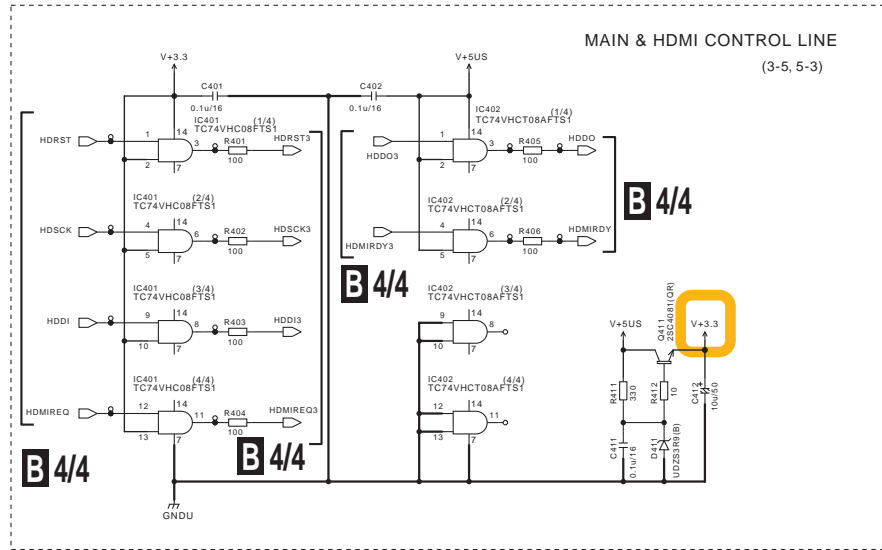 MAIN & HDMI CONTROL LINE
(3-5, 5-3)
V+3.3
V+5US
C401
0.1u/16
C402
0.1u/16
IC401 (1/4)
TC74VHC08FTS1
HDRST
1
2
14
3
7
R401
100
HDRST3
IC402 (1/4)
TC74VHCT08AFTS1
HDDO3
1
2
14
3
7
R405
100
HDDO
IC401 (2/4)
TC74VHC08FTS1
HDSCK
4
5
14
6
7
R402
100
HDSCK3
IC402 (2/4)
TC74VHCT08AFTS1
HDMIRDY3
4
5
14
6
7
R406
100
HDMIRDY
B 4/4
B 4/4
IC401 (3/4)
TC74VHC08FTS1
HDDI
9
10
14
8
7
R403
100
HDDI3
IC402 (3/4)
TC74VHCT08AFTS1
9
10
14
8
7
IC401 (4/4)
TC74VHC08FTS1
HDMIREQ
12
13
14
11
7
R404
100
HDMIREQ3
IC402 (4/4)
TC74VHCT08AFTS1
12
13
14
11
7
B 4/4
B 4/4
V+5US
Q411
2SC4081(QR)
V+3.3
R411
330
R412
10
C412
+
10u/50
C411
0.1u/16
D411
UDZS3R9(B)
GNDU